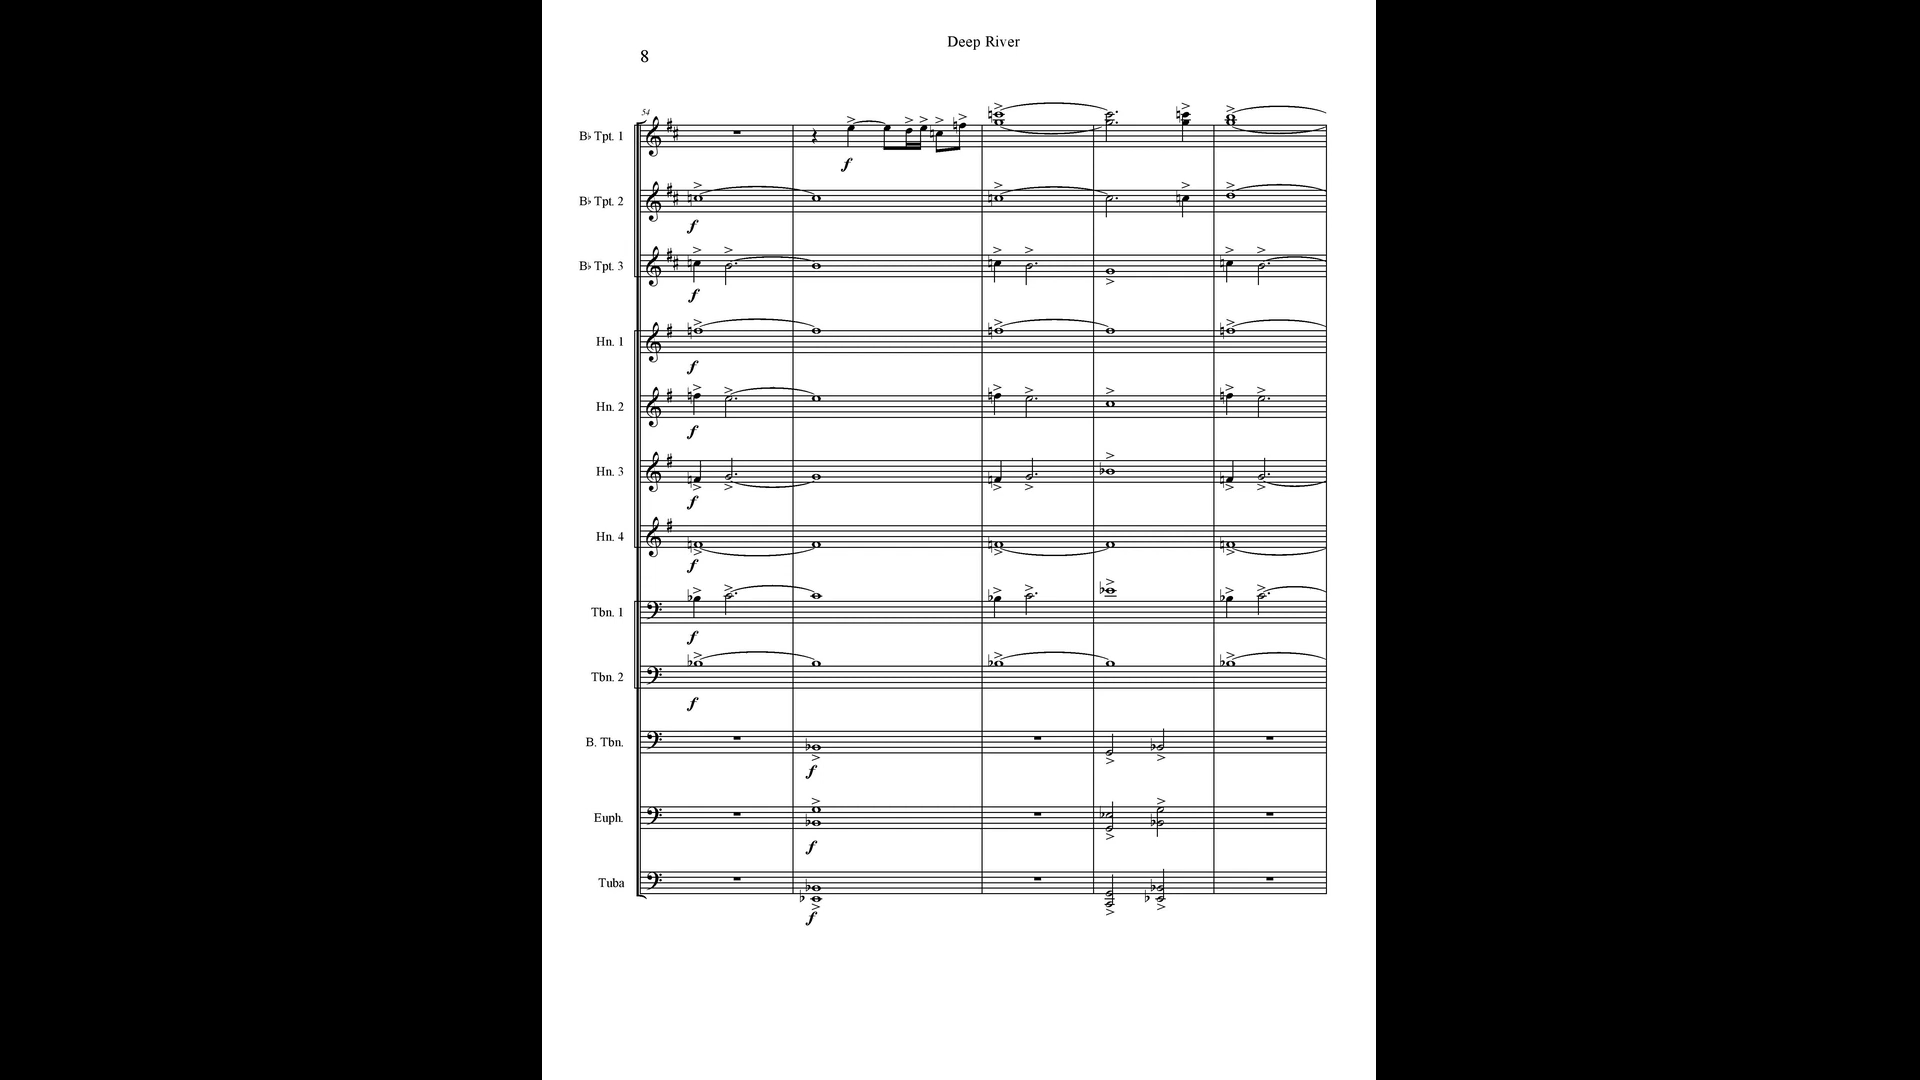 Deep River
8
54
B♭ Tpt. 1
f
B♭ Tpt. 2
f
B♭ Tpt. 3
f
Hn. 1
f
Hn. 2
f
Hn. 3
f
Hn. 4
f
Tbn. 1
f
Tbn. 2
f
B. Tbn.
f
Euph.
f
Tuba
f